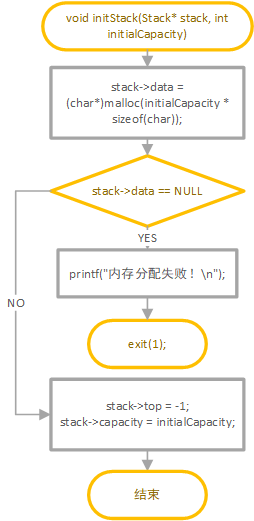 void initStack(Stack* stack, int
initialCapacity)
stack->data =
(char*)malloc(initialCapacity *
sizeof(char));
stack->data == NULL
YES
printf("内存分配失败！\n");
NO
exit(1);
stack->top = -1;
stack->capacity = initialCapacity;
结束